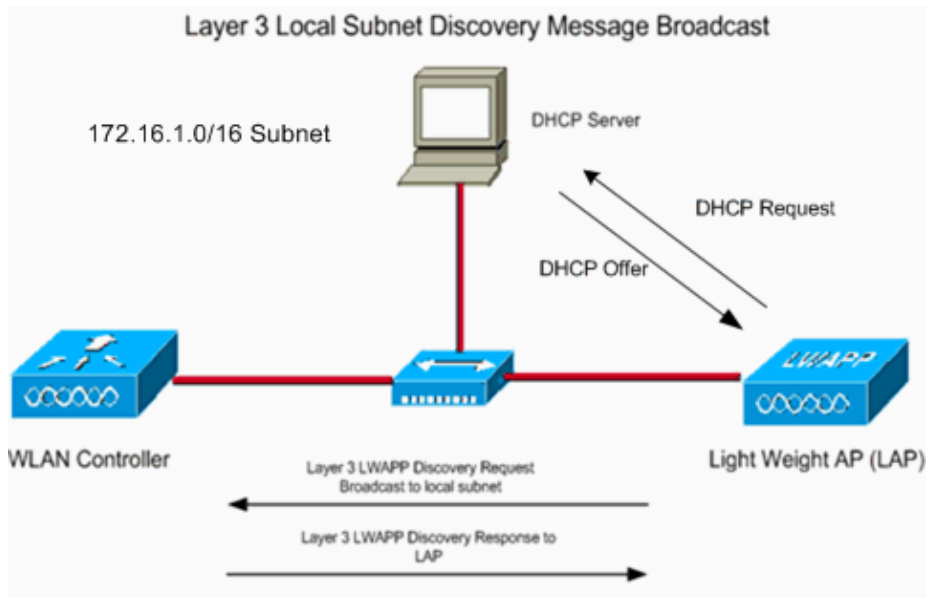 Layer 3 Local Subnet Discovery Message Broadcast
172.16.1.0/16 Subnet
DHCP Server
DHCP Request
DHCP Offer
LWAPP
WLAN Controller
Light Weight AP (LAP)
Layer 3 LWAPP Discovery Request
Broadcast to local subnet
Layer 3 LWAPP Discovery Response to
LAP